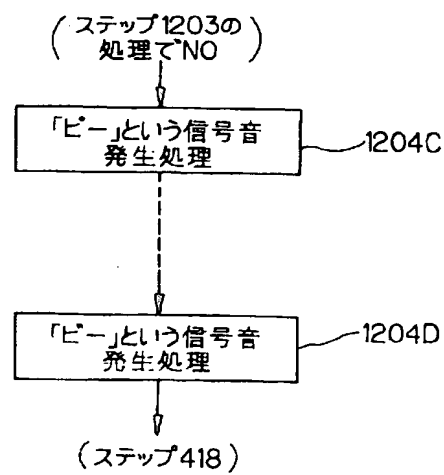 (ステップ1203の
処理でNO)
「ピー」という信号音
発生処理
1204C
「ピー」という信号音
発生処理
1204D
(ステップ418)